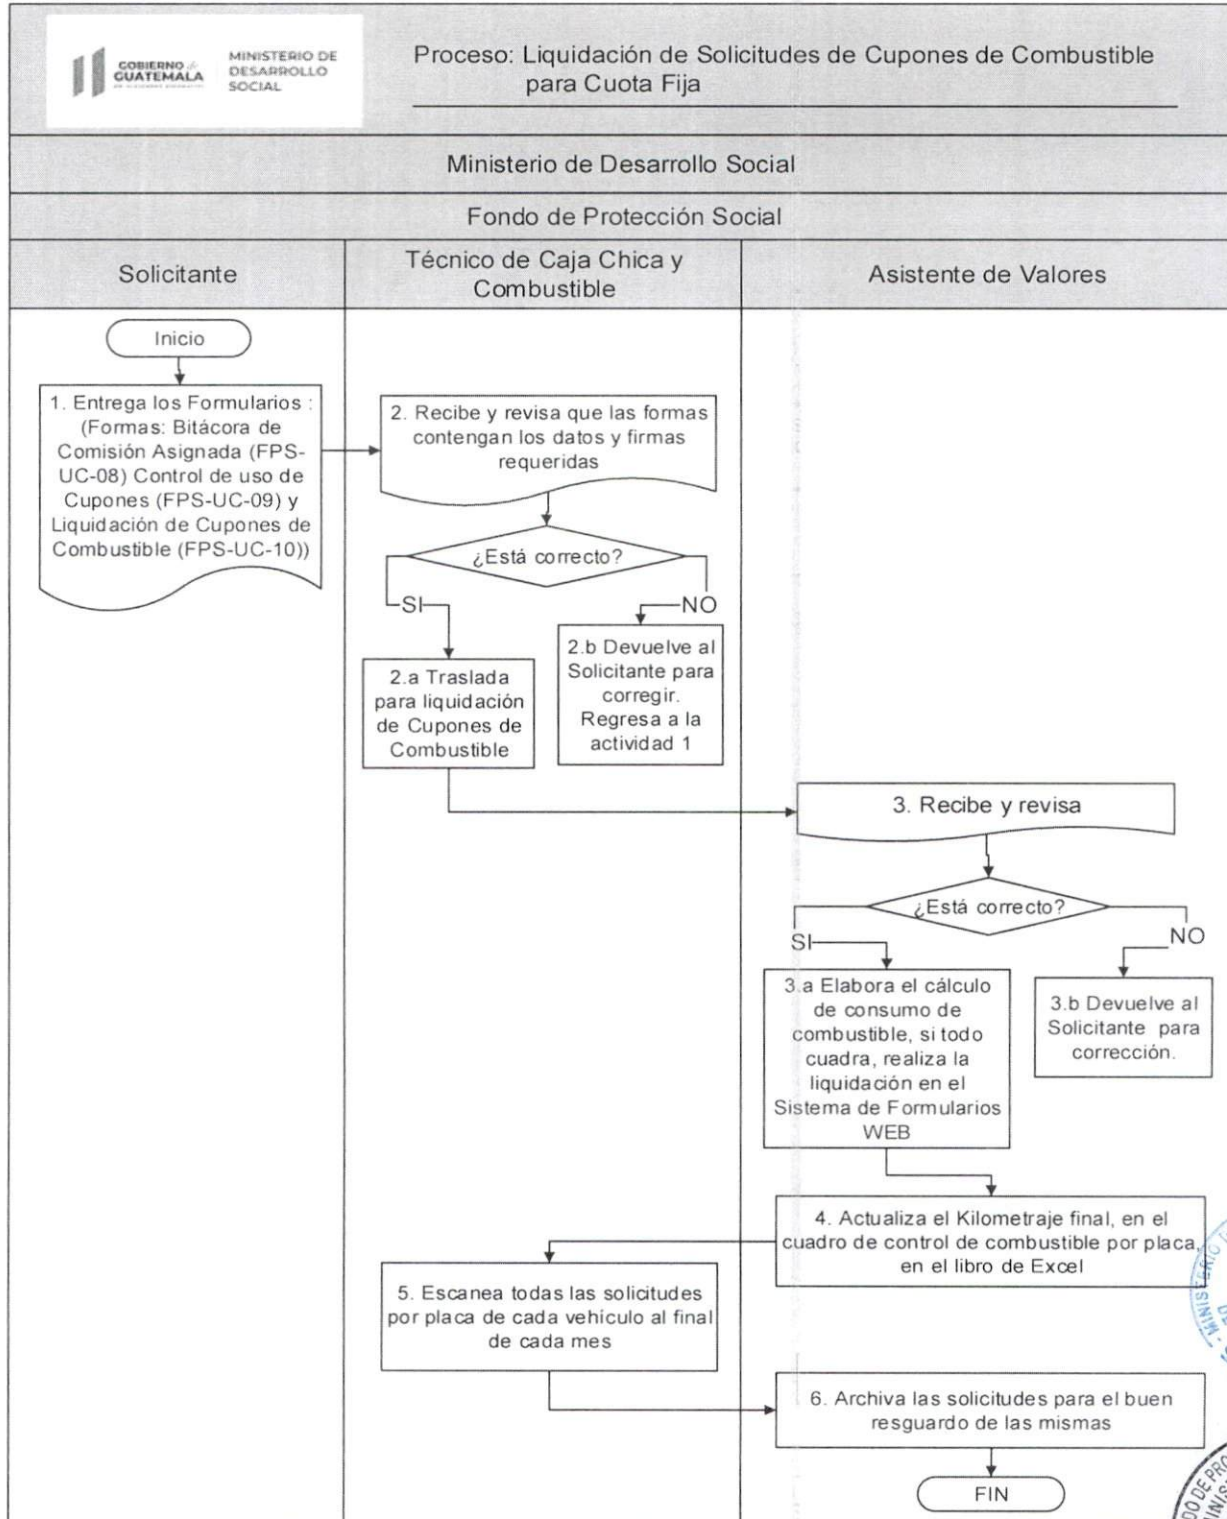 GOBIERNO de
GUATEMALA
MINISTERIO DE
DESARROLLO
SOCIAL
Proceso: Liquidación de Solicitudes de Cupones de Combustible
para Cuota Fija
Ministerio de Desarrollo Social
Fondo de Protección Social
Solicitante
Técnico de Caja Chica y
Combustible
Asistente de Valores
Inicio
1. Entrega los Formularios :
(Formas: Bitácora de
Comisión Asignada (FPS-
UC-08) Control de uso de
Cupones (FPS-UC-09) y
Liquidación de Cupones de
Combustible (FPS-UC-10))
2. Recibe y revisa que las formas
contengan los datos y firmas
requeridas
¿Está correcto?
SI
NO
2.a Traslada
para liquidación
de Cupones de
Combustible
2.b Devuelve al
Solicitante para
corregir.
Regresa a la
actividad 1
3. Recibe y revisa
¿Está correcto?
SI
NO
3.a Elabora el cálculo
de consumo de
combustible, si todo
cuadra, realiza la
liquidación en el
Sistema de Formularios
WEB
3.b Devuelve al
Solicitante para
corrección.
4. Actualiza el Kilometraje final, en el
cuadro de control de combustible por placa,
en el libro de Excel
5. Escanea todas las solicitudes
por placa de cada vehículo al final
de cada mes
6. Archiva las solicitudes para el buen
resguardo de las mismas
FIN